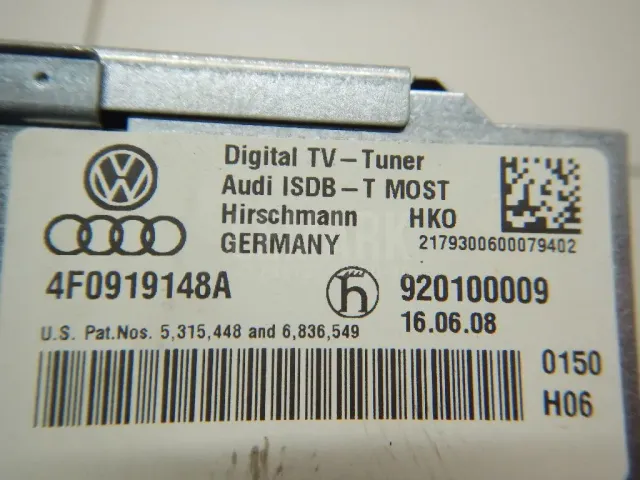 Digital TV-Tuner
Audi ISDB-T MOST
Hirschmann HKO
GERMANY 2179300600079402
4F0919148A h 920100009
16.06.08
U.S. Pat.Nos. 5,315,448 and 6,836,549
0150
H06